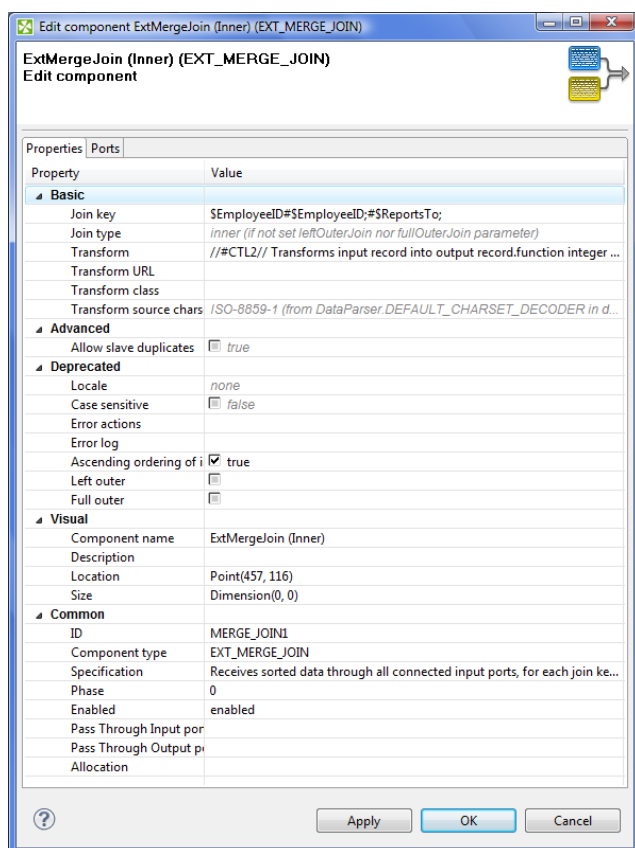 Edit component ExtMergeJoin (Inner) (EXT_MERGE_JOIN)
ExtMergeJoin (Inner) (EXT_MERGE_JOIN)
Edit component
Properties Ports
Property Value
Basic
Join key $EmployeeID#$EmployeeID;#$ReportsTo;
Join type inner (if not set leftOuterJoin nor fullOuterJoin parameter)
Transform //#CTL2// Transforms input record into output record.function integer ...
Transform URL
Transform class
Transform source chars ISO-8859-1 (from DataParser.DEFAULT_CHARSET_DECODER in d...
Advanced
Allow slave duplicates true
Deprecated
Locale none
Case sensitive false
Error actions
Error log
Ascending ordering of i true
Left outer
Full outer
Visual
Component name ExtMergeJoin (Inner)
Description
Location Point(457, 116)
Size Dimension(0, 0)
Common
ID MERGE_JOIN1
Component type EXT_MERGE_JOIN
Specification Receives sorted data through all connected input ports, for each join ke...
Phase 0
Enabled enabled
Pass Through Input por
Pass Through Output p
Allocation
? Apply OK Cancel